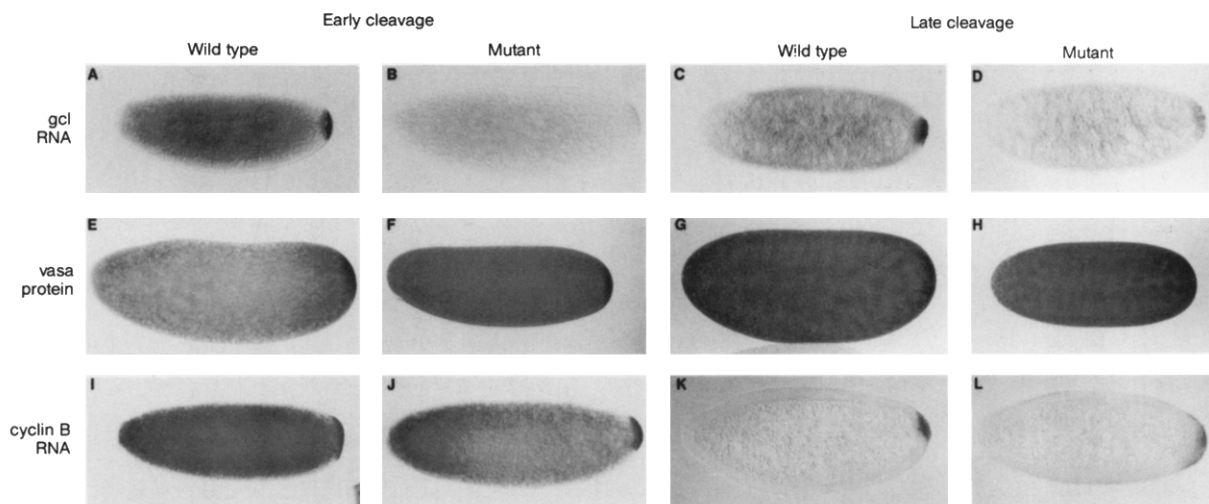 Early cleavage
Late cleavage
Wild type
Mutant
Wild type
Mutant
gcl
RNA
A
B
C
D
vasa
protein
E
F
G
H
cyclin B
RNA
I
J
K
L